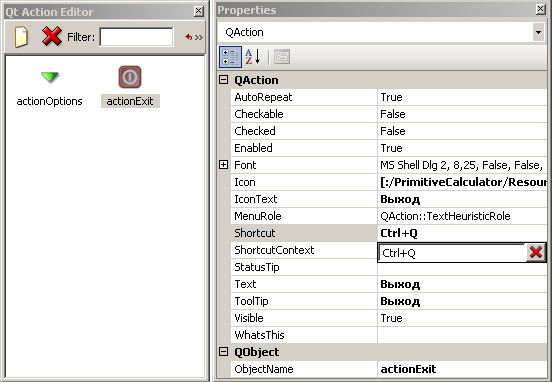 Qt Action Editor
Filter:
actionOptions
actionExit
Properties
QAction
A
Z
QAction
AutoRepeat True
Checkable False
Checked False
Enabled True
Font MS Shell Dlg 2, 8,25, False, False,
Icon [:/PrimitiveCalculator/Resour
IconText Выход
MenuRole QAction::TextHeuristicRole
Shortcut Ctrl+Q
ShortcutContext Ctrl+Q
StatusTip
Text Выход
ToolTip Выход
Visible True
WhatsThis
QObject
ObjectName actionExit